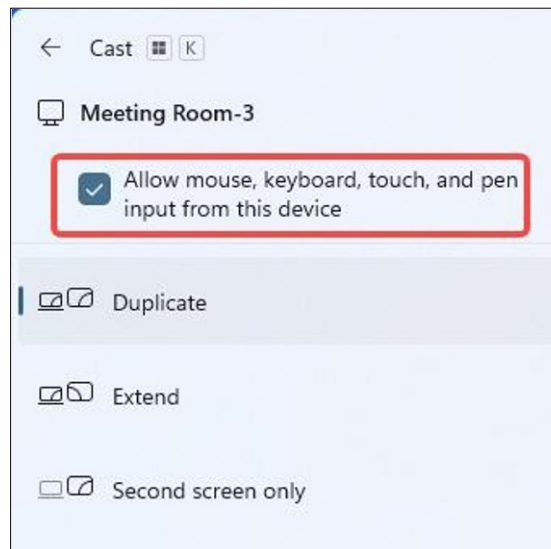 Cast K
Meeting Room-3
Allow mouse, keyboard, touch, and pen
input from this device
Duplicate
Extend
Second screen only